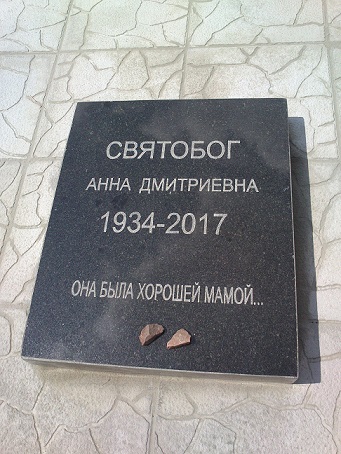 СВЯТОБОГ
АННА ДМИТРИЕВНА
1934-2017
ОНА БЫЛА ХОРОШЕЙ МАМОЙ...